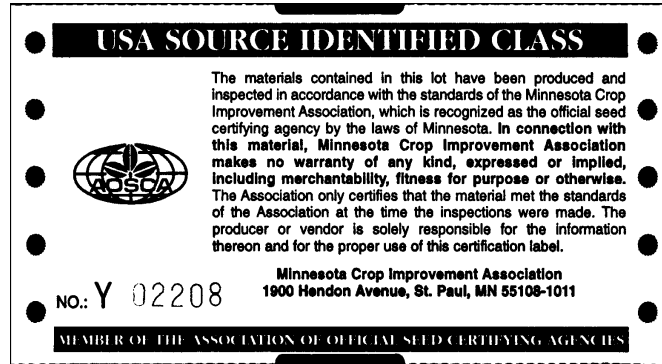 USA SOURCE IDENTIFIED CLASS
The materials contained in this lot have been produced and
inspected in accordance with the standards of the Minnesota Crop
Improvement Association, which is recognized as the official seed
certifying agency by the laws of Minnesota. In connection with
this material, Minnesota Crop Improvement Association
makes no warranty of any kind, expressed or implied,
including merchantability, fitness for purpose or otherwise.
The Association only certifies that the material met the standards
of the Association at the time the inspections were made. The
producer or vendor is solely responsible for the information
thereon and for the proper use of this certification label.
AOSCA
Minnesota Crop Improvement Association
1900 Hendon Avenue, St. Paul, MN 55108-1011
NO.: Y 02208
MEMBER OF THE ASSOCIATION OF OFFICIAL SEED CERTIFYING AGENCIES